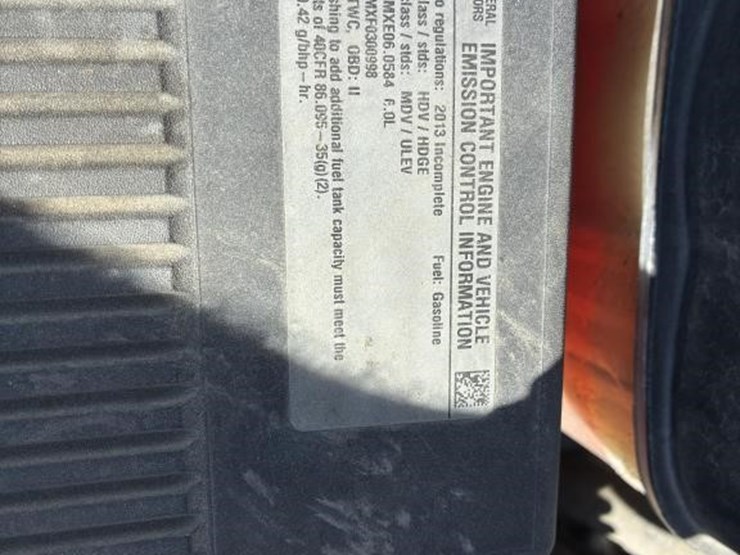 ERAL IMPORTANT ENGINE AND VEHICLE
ORS EMISSION CONTROL INFORMATION
o regulations: 2013 Incomplete Fuel: Gasoline
lass / stds: HDV / HDGE
lass / stds: MDV / ULEV
MXE06.0584 6.0L
MXF0300998
TWC, OBD: II
shing to add additional fuel tank capacity must meet the
ts of 40CFR 86.095-35(g)(2).
.42 g/bhp-hr.